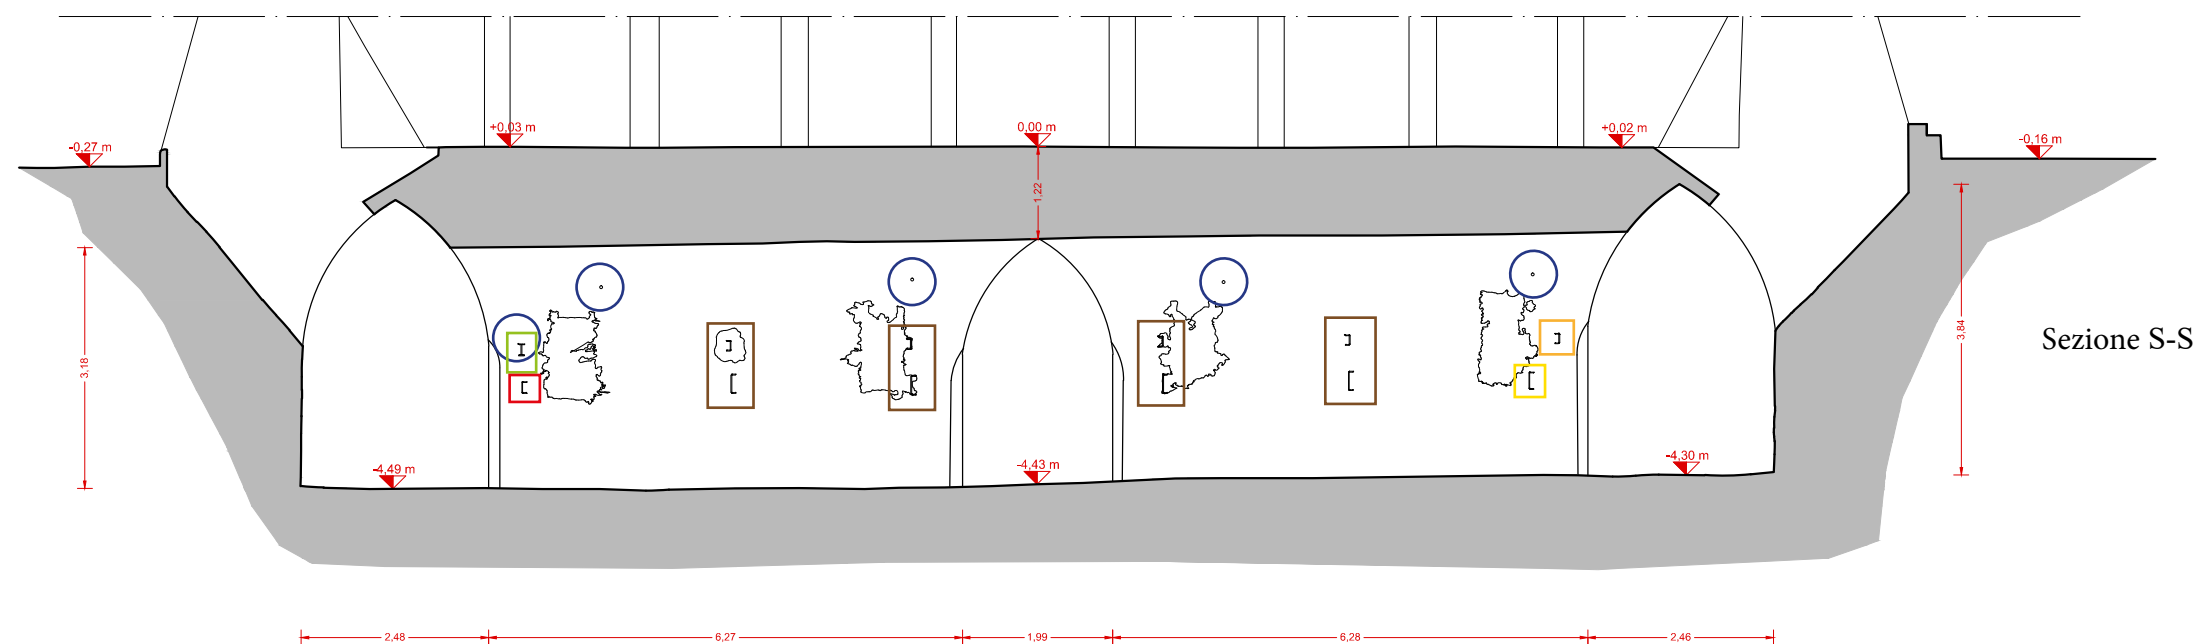 +0,03 m
0,00 m
+0,02 m
-0,27 m
-0,16 m
1,22
3,18
3,84
Sezione S-S
-4,49 m
-4,43 m
-4,30 m
2,48
6,27
1,99
6,28
2,46